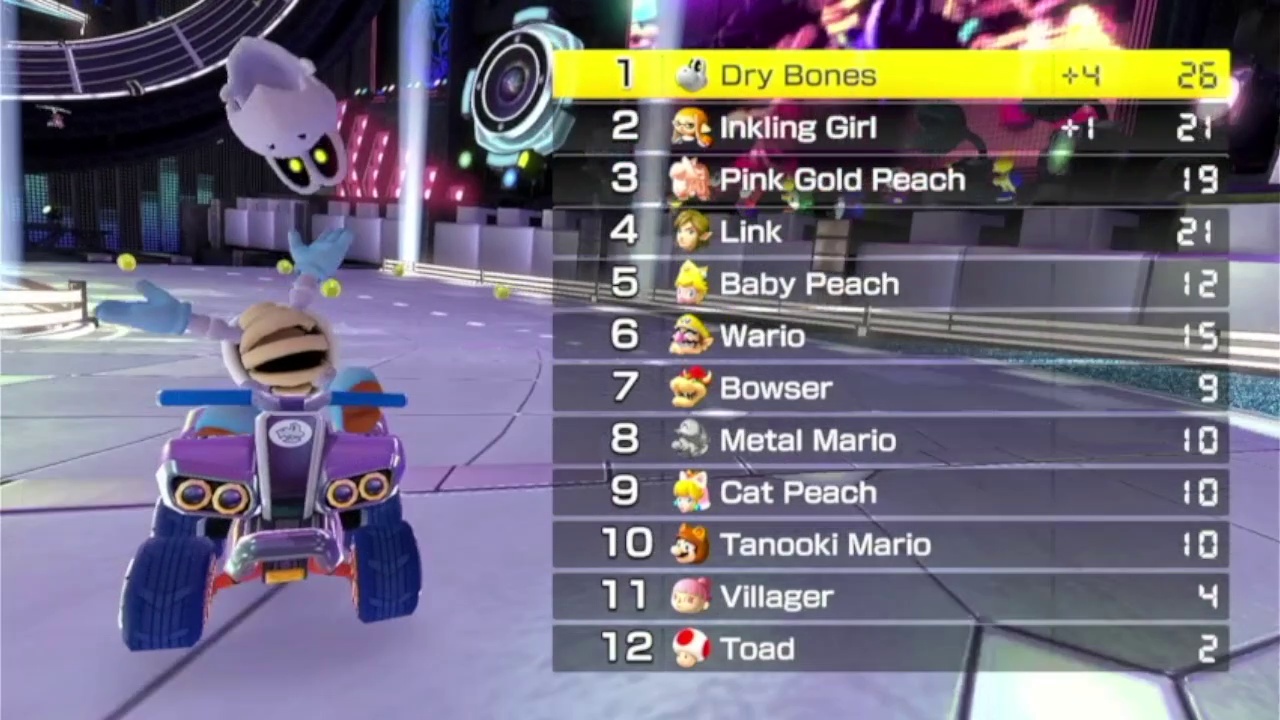 1 Dry Bones +4 26
2 Inkling Girl +1 21
3 Pink Gold Peach 19
4 Link 21
5 Baby Peach 12
6 Wario 15
7 Bowser 9
8 Metal Mario 10
9 Cat Peach 10
10 Tanooki Mario 10
11 Villager 4
12 Toad 2